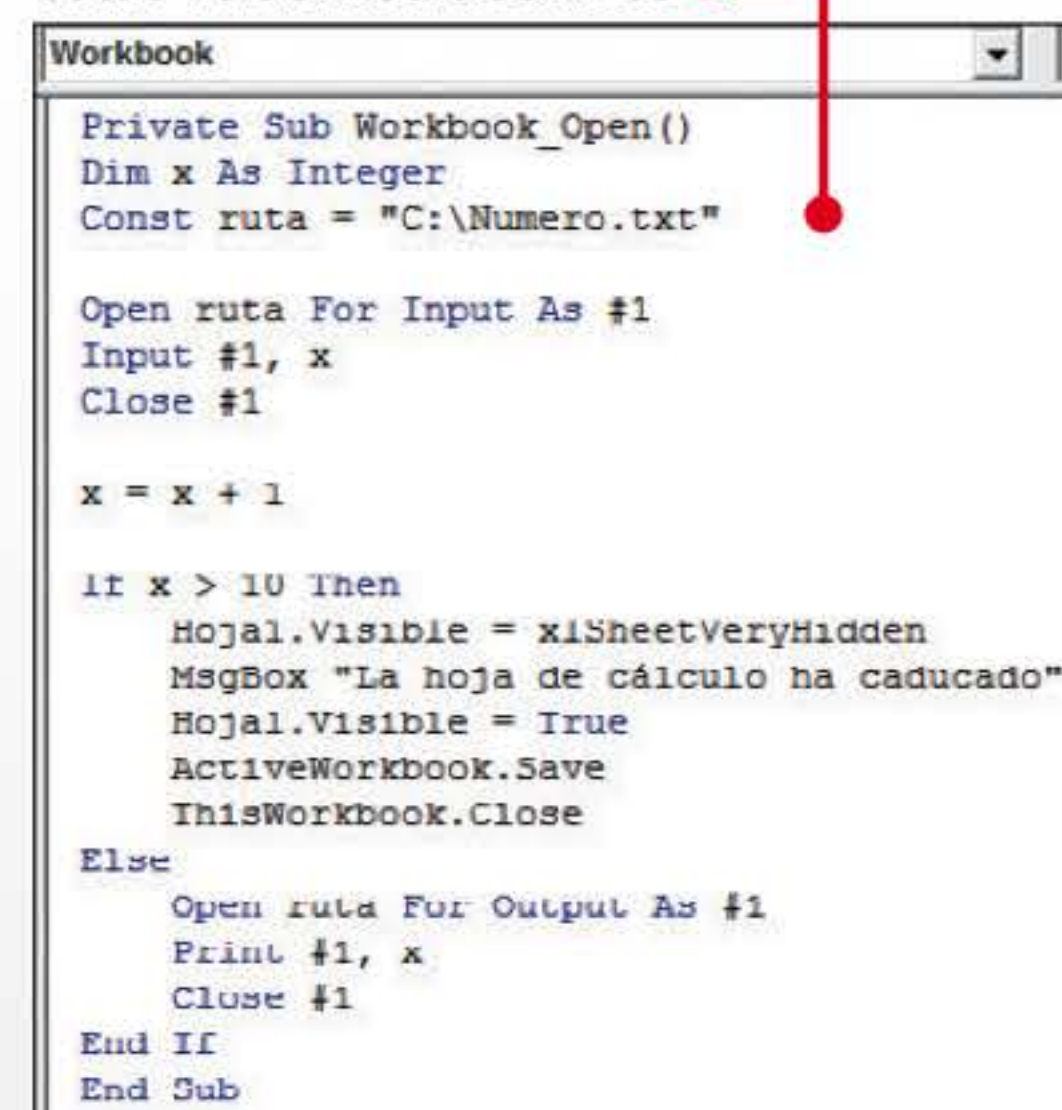 Workbook
Private Sub Workbook_Open()
Dim x As Integer
Const ruta = "C:\Numero.txt"
Open ruta For Input As #1
Input #1, x
Close #1
x = x + 1
If x > 10 Then
Hoja1.Visible = xlSheetVeryHidden
MsgBox "La hoja de cálculo ha caducado"
Hoja1.Visible = True
ActiveWorkbook.Save
ThisWorkbook.Close
Else
Open ruta For Output As #1
Print #1, x
Close #1
End If
End Sub